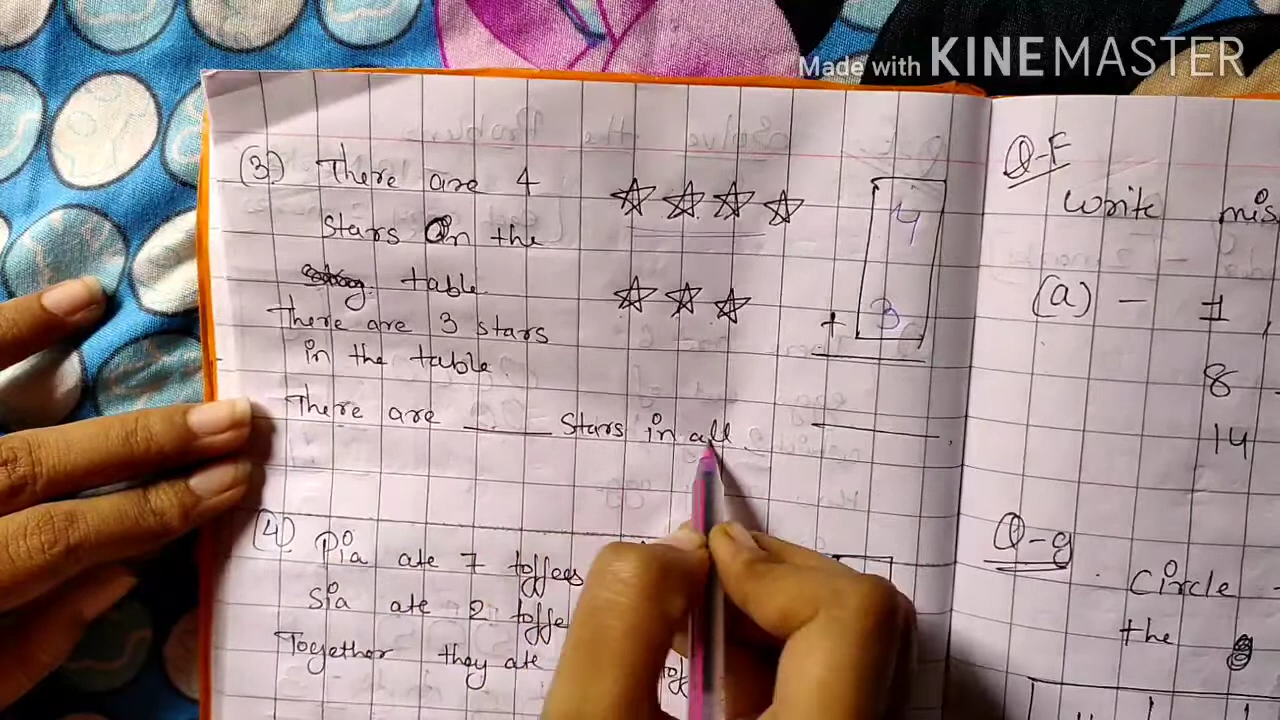 Made with KINEMASTER
(3) There are 4
stars on the
table
There are 3 stars
in the table.
There are ____ Stars in all
4
+ 3
(4) Pia ate 7 toffees
Sia ate 2 toffe
Together they ate
Q-F
Write mis
(a) - 1,
8
14
Q-g
Circle
the